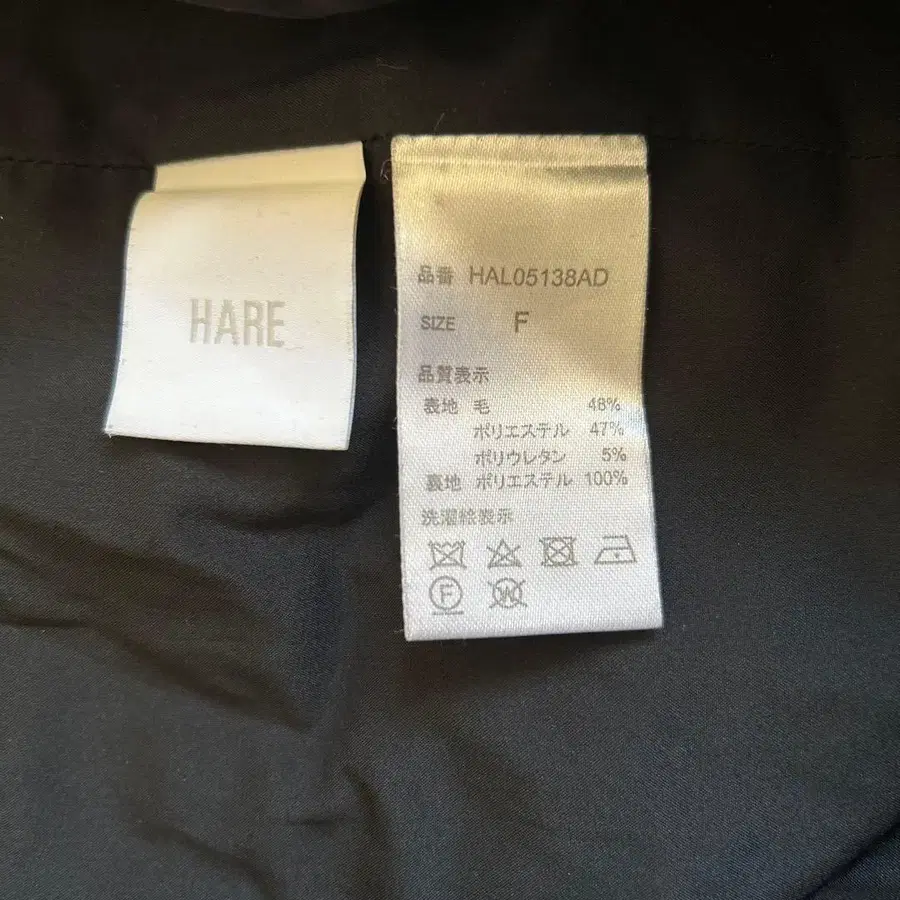 HARE
品番 HAL05138AD
SIZE F
品質表示
表地 毛 48%
ポリエステル 47%
ポリウレタン 5%
裏地 ポリエステル 100%
洗濯絵表示
F W